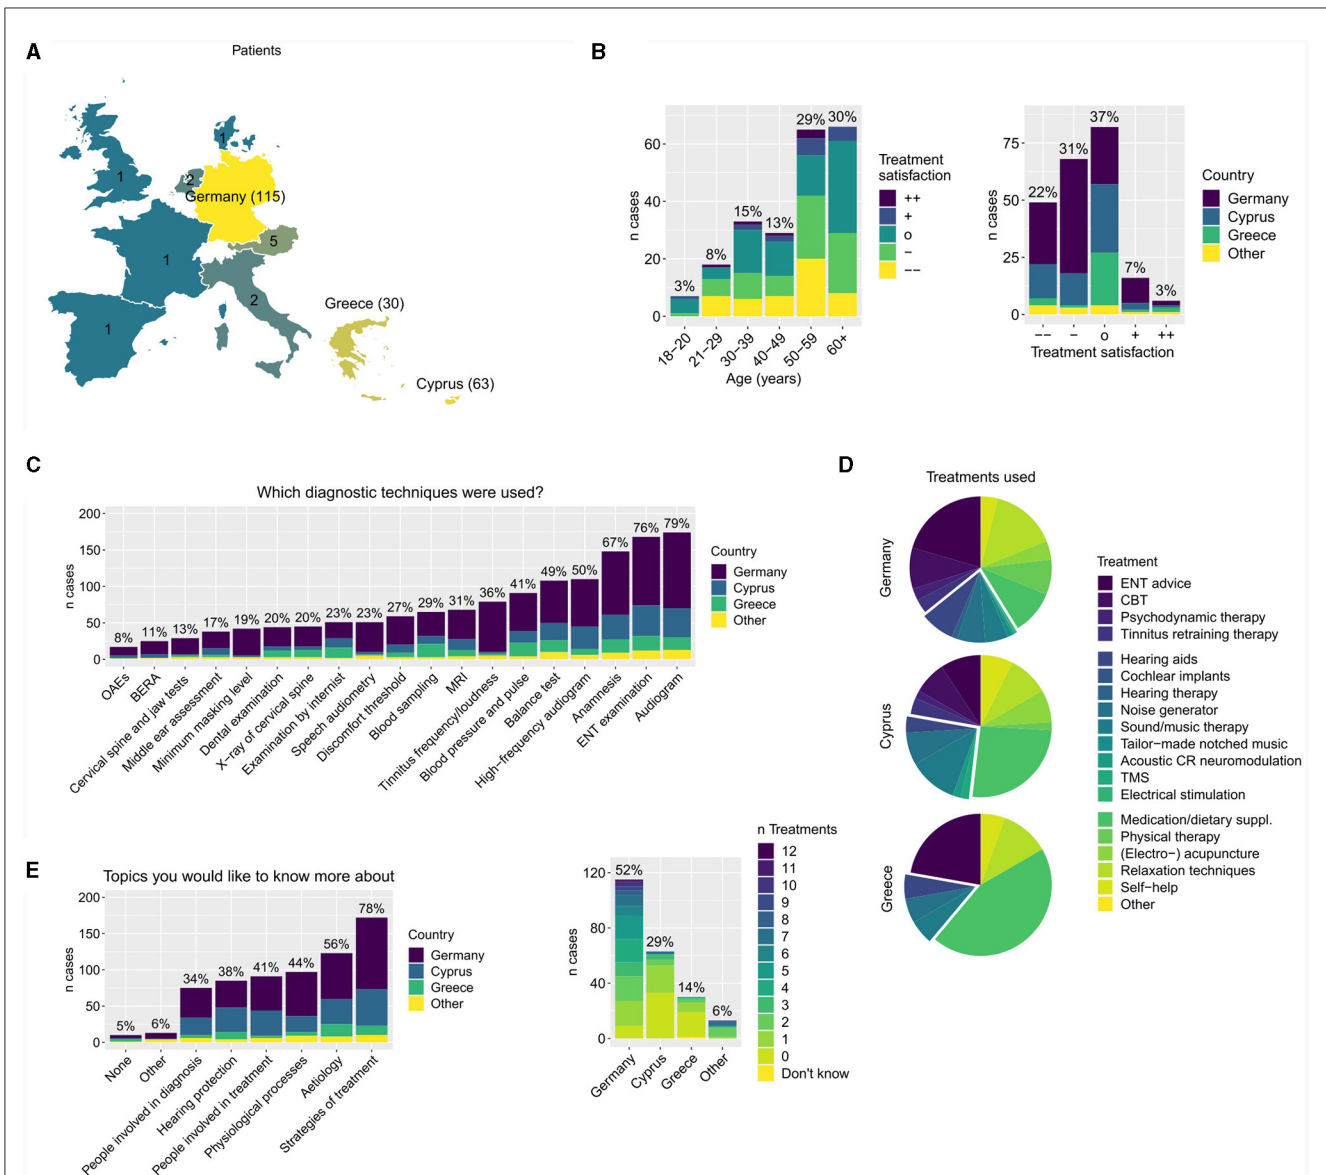 A
Patients
1
1
2
Germany (115)
5
1
2
1
Greece (30)
Cyprus (63)
B
n cases
60
40
20
0
3%
8%
15%
13%
29%
30%
18−20
21−29
30−39
40−49
50−59
60+
Age (years)
Treatment
satisfaction
++
+
o
−
−−
n cases
75
50
25
0
22%
31%
37%
7%
3%
−−
−
o
+
++
Treatment satisfaction
Country
Germany
Cyprus
Greece
Other
C
Which diagnostic techniques were used?
n cases
200
150
100
50
0
8%
11%
13%
17%
19%
20%
20%
23%
23%
27%
29%
31%
36%
41%
49%
50%
67%
76%
79%
OAEs
BERA
Cervical spine and jaw tests
Middle ear assessment
Minimum masking level
Dental examination
X−ray of cervical spine
Examination by internist
Speech audiometry
Discomfort threshold
Blood sampling
MRI
Tinnitus frequency/loudness
Blood pressure and pulse
Balance test
High−frequency audiogram
Anamnesis
ENT examination
Audiogram
Country
Germany
Cyprus
Greece
Other
D
Treatments used
Germany
Cyprus
Greece
Treatment
ENT advice
CBT
Psychodynamic therapy
Tinnitus retraining therapy
Hearing aids
Cochlear implants
Hearing therapy
Noise generator
Sound/music therapy
Tailor−made notched music
Acoustic CR neuromodulation
TMS
Electrical stimulation
Medication/dietary suppl.
Physical therapy
(Electro−) acupuncture
Relaxation techniques
Self−help
Other
E
Topics you would like to know more about
n cases
200
150
100
50
0
5%
6%
34%
38%
41%
44%
56%
78%
None
Other
People involved in diagnosis
Hearing protection
People involved in treatment
Physiological processes
Aetiology
Strategies of treatment
Country
Germany
Cyprus
Greece
Other
n cases
120
80
40
0
52%
29%
14%
6%
Germany
Cyprus
Greece
Other
n Treatments
12
11
10
9
8
7
6
5
4
3
2
1
0
Don't know